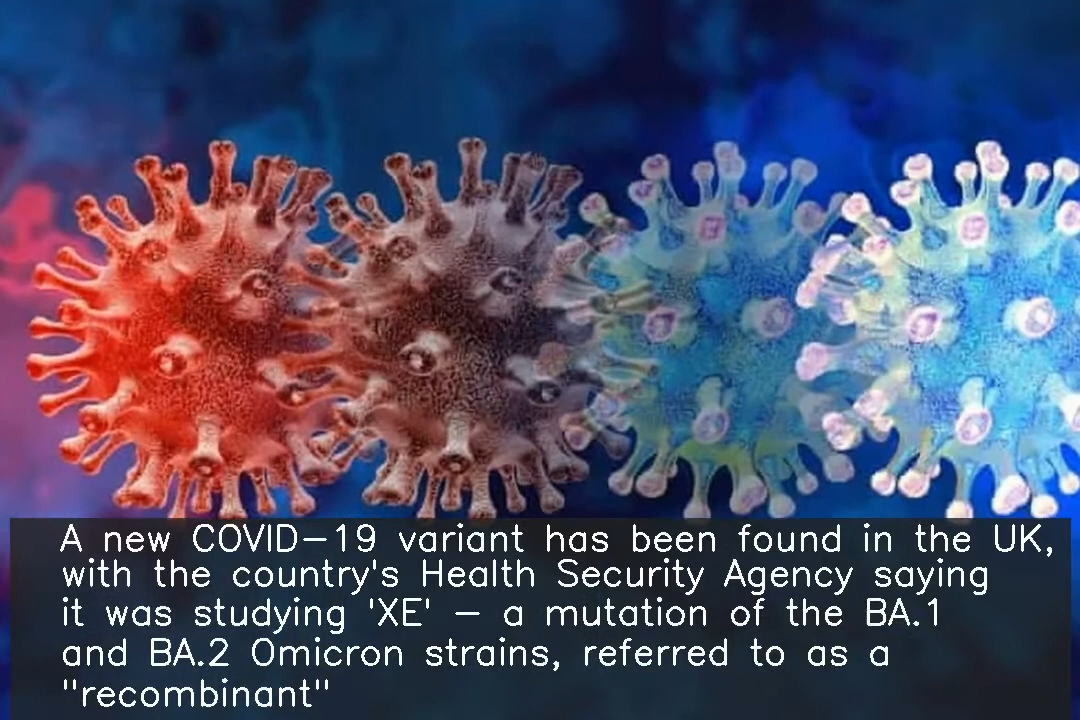 A new COVID-19 variant has been found in the UK,
with the country's Health Security Agency saying
it was studying 'XE' - a mutation of the BA.1
and BA.2 Omicron strains, referred to as a
"recombinant"